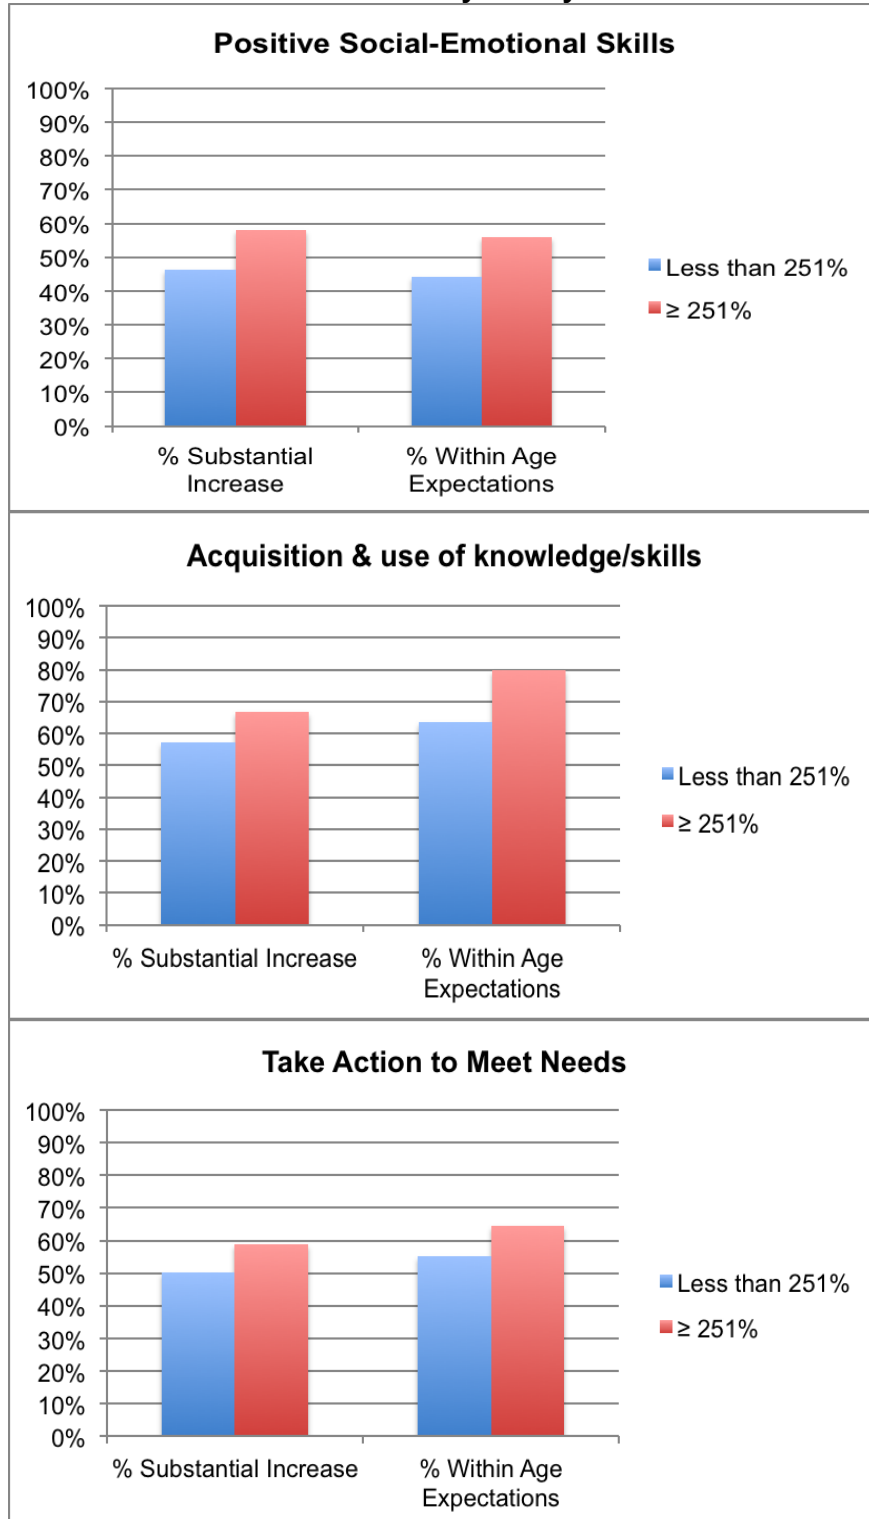 Positive Social-Emotional Skills
100%
90%
80%
70%
60%
50%
40%
30%
20%
10%
0%
% Substantial
Increase
% Within Age
Expectations
Less than 251%
≥ 251%
Acquisition & use of knowledge/skills
100%
90%
80%
70%
60%
50%
40%
30%
20%
10%
0%
% Substantial Increase
% Within Age
Expectations
Less than 251%
≥ 251%
Take Action to Meet Needs
100%
90%
80%
70%
60%
50%
40%
30%
20%
10%
0%
% Substantial Increase
% Within Age
Expectations
Less than 251%
≥ 251%